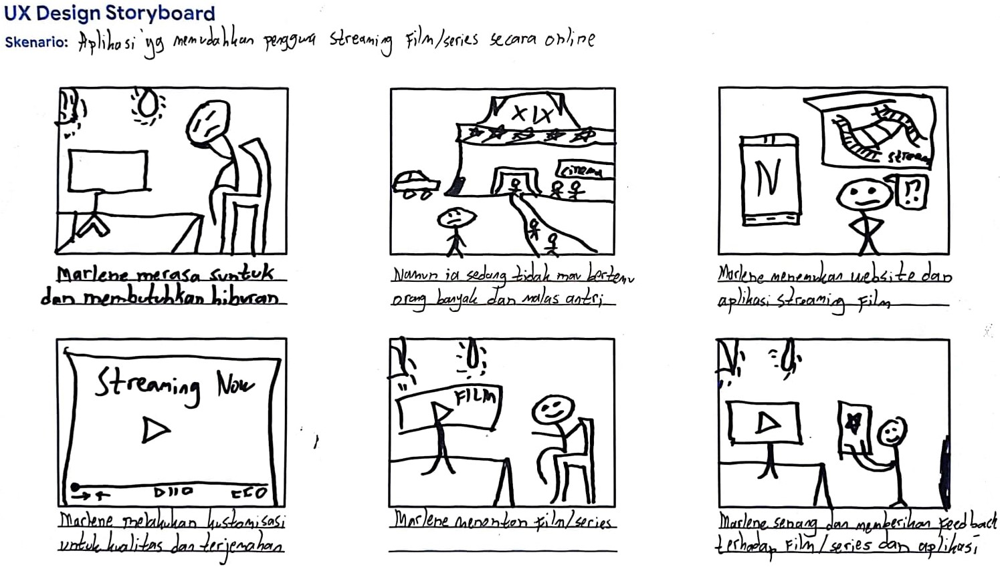 UX Design Storyboard
Skenario: Aplikasi yg memudahkan pengguna streaming film/series secara online
XIX
cinema
N
stream
!?
Marlene merasa suntuk
dan membutuhkan hiburan
Namun ia sedang tidak mau bertemu
orang banyak dan malas antri
Marlene menemukan website dan
aplikasi streaming film
Streaming Now
FILM
Marlene melakukan kustomisasi
untuk kualitas dan terjemahan
Marlene menonton film/series
Marlene senang dan memberikan feedback
terhadap film/series dan aplikasi